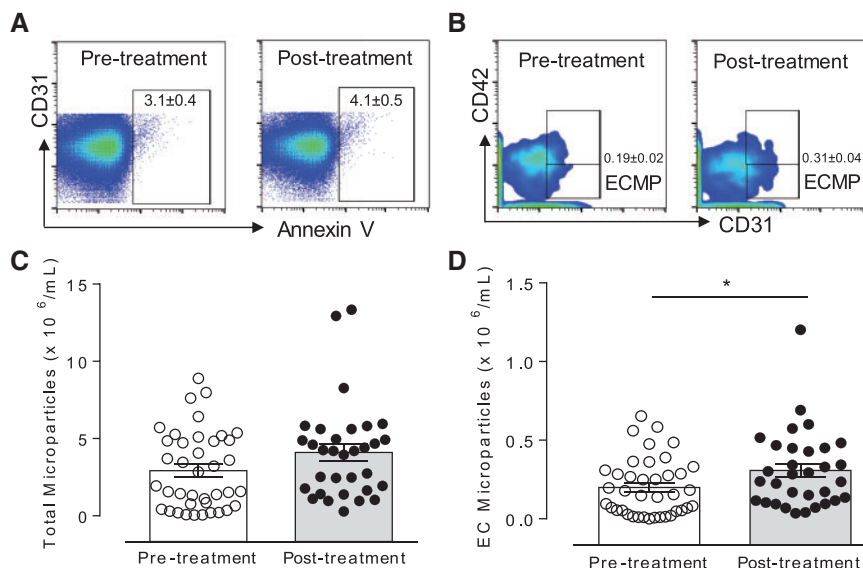 A
Pre-treatment
Post-treatment
CD31
3.1±0.4
4.1±0.5
Annexin V
B
Pre-treatment
Post-treatment
CD42
0.19±0.02
ECMP
0.31±0.04
ECMP
CD31
C
Total Microparticles (x 10^6/mL)
15
10
5
0
Pre-treatment
Post-treatment
D
EC Microparticles (x 10^6/mL)
1.5
1.0
0.5
0.0
*
Pre-treatment
Post-treatment